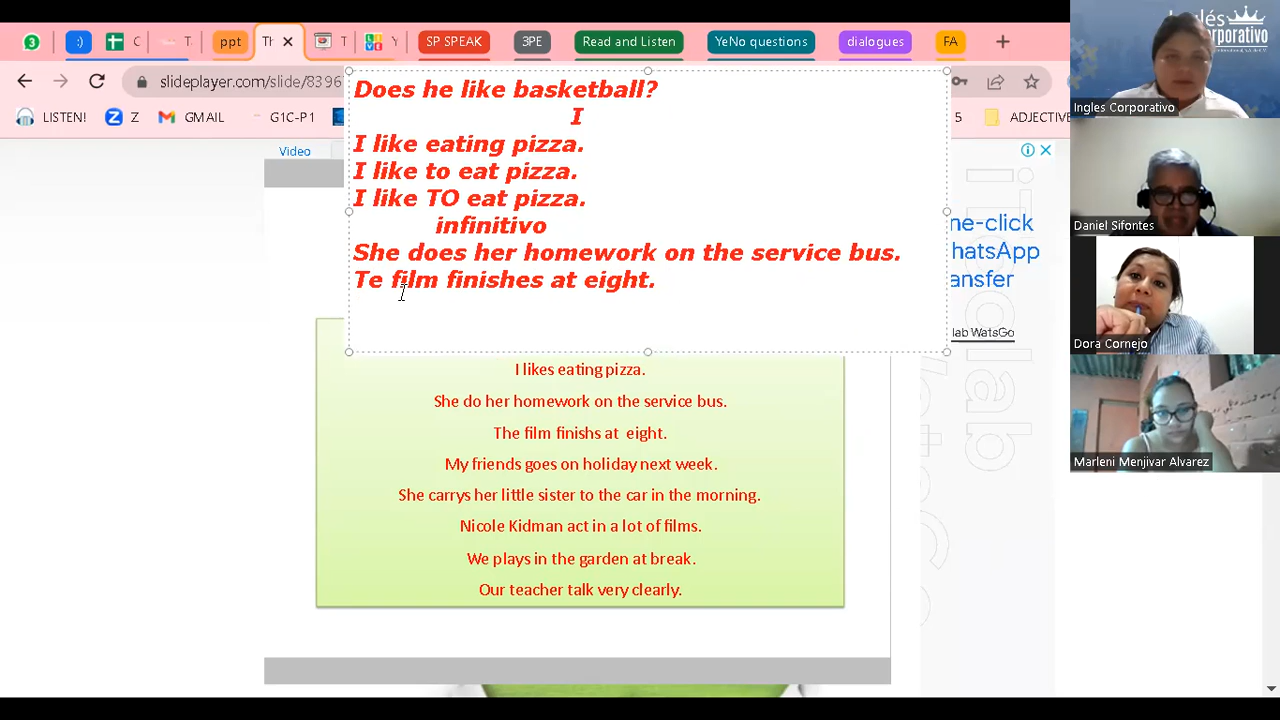 3
:)
C
T
ppt
Th
T
Y
SP SPEAK
3PE
Read and Listen
YeNo questions
dialogues
FA
slideplayer.com/slide/8396
LISTEN!
Z
GMAIL
G1C-P1
5
ADJECTIVE
Video
Does he like basketball?
I
I like eating pizza.
I like to eat pizza.
I like TO eat pizza.
infinitivo
She does her homework on the service bus.
Te film finishes at eight.
I likes eating pizza.
She do her homework on the service bus.
The film finishs at eight.
My friends goes on holiday next week.
She carrys her little sister to the car in the morning.
Nicole Kidman act in a lot of films.
We plays in the garden at break.
Our teacher talk very clearly.
ne-click
hatsApp
ansfer
lab WatsGo
Inglés
Corporativo
Ingles Corporativo
Daniel Sifontes
Dora Cornejo
Marleni Menjivar Alvarez